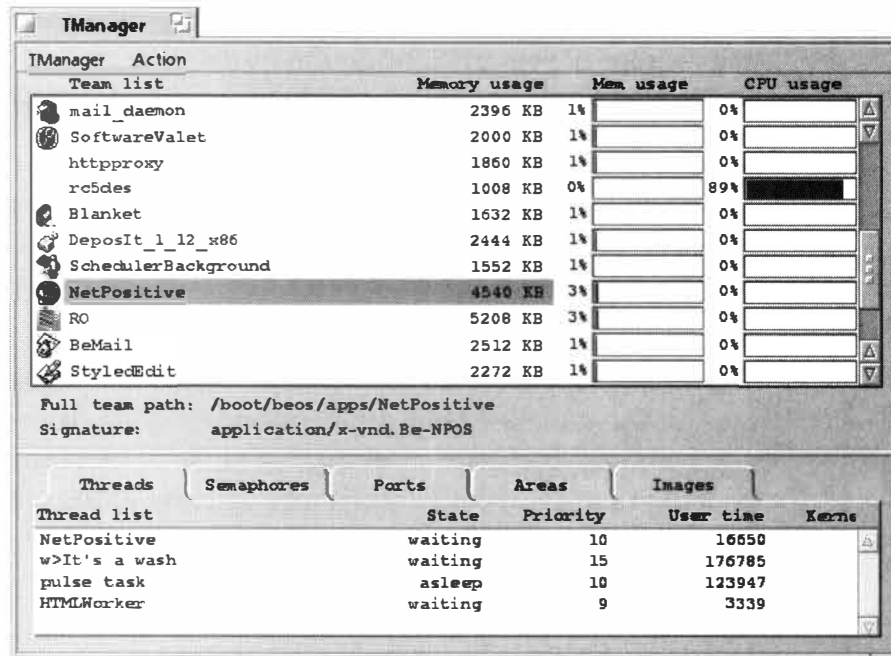 TManager
TManager Action
Team list Memory usage Mem usage CPU usage
mail_daemon 2396 KB 1% 0%
SoftwareValet 2000 KB 1% 0%
httpproxy 1860 KB 1% 0%
rc5des 1008 KB 0% 89%
Blanket 1632 KB 1% 0%
DeposIt_1_12_x86 2444 KB 1% 0%
SchedulerBackground 1552 KB 1% 0%
NetPositive 4540 KB 3% 0%
RO 5208 KB 3% 0%
BeMail 2512 KB 1% 0%
StyledEdit 2272 KB 1% 0%
Full team path: /boot/beos/apps/NetPositive
Signature: application/x-vnd.Be-NPOS
Threads Semaphores Ports Areas Images
Thread list State Priority User time Kerne
NetPositive waiting 10 16650
w>It's a wash waiting 15 176785
pulse task asleep 10 123947
HTMLWorker waiting 9 3339